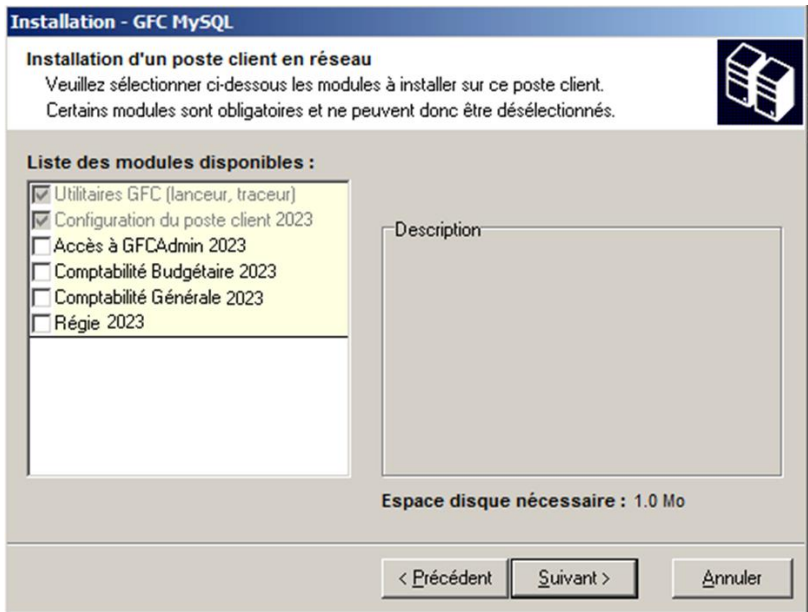 Installation - GFC MySQL
Installation d'un poste client en réseau
Veuillez sélectionner ci-dessous les modules à installer sur ce poste client.
Certains modules sont obligatoires et ne peuvent donc être désélectionnés.
Liste des modules disponibles :
Utilitaires GFC (lanceur, traceur)
Configuration du poste client 2023
Accès à GFCAdmin 2023
Comptabilité Budgétaire 2023
Comptabilité Générale 2023
Régie 2023
Description
Espace disque nécessaire : 1.0 Mo
< Précédent
Suivant >
Annuler